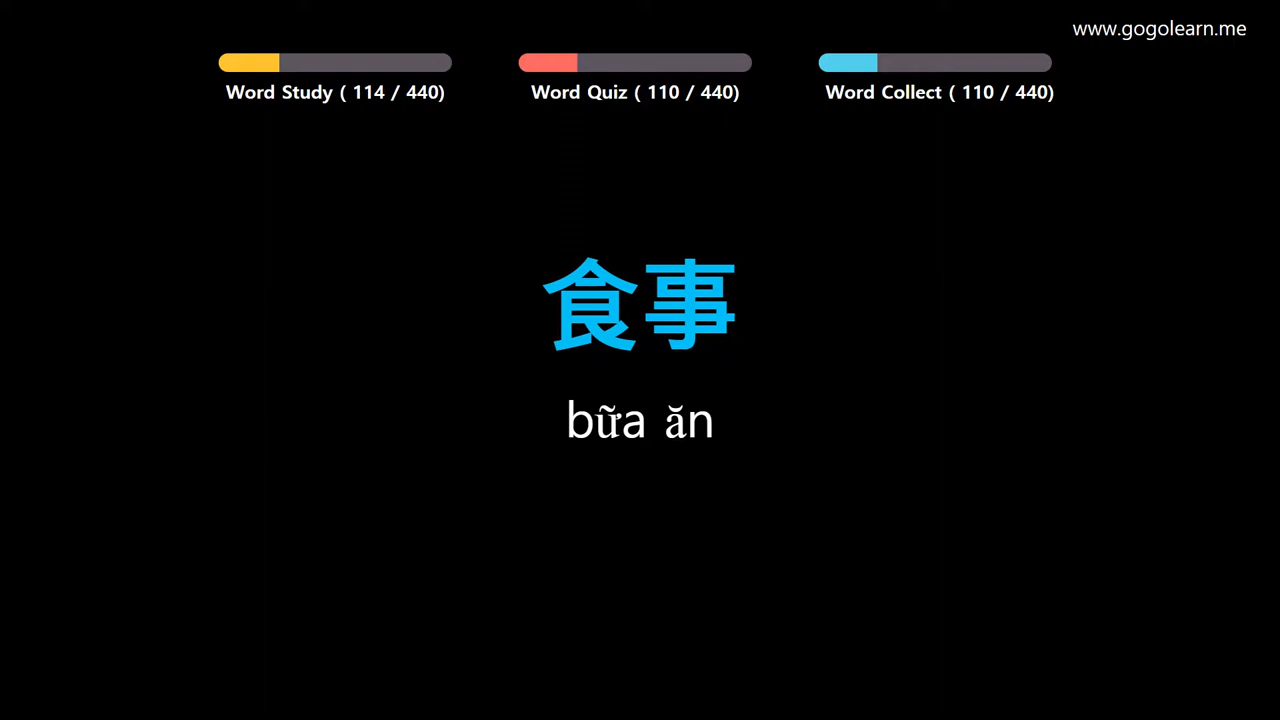 www.gogolearn.me
Word Study ( 114 / 440)
Word Quiz ( 110 / 440)
Word Collect ( 110 / 440)
食事
bữa ăn